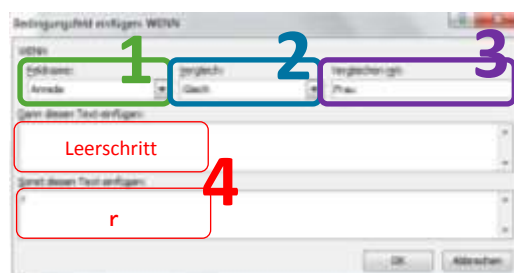 Bedingungsfeld einfügen: WENN
WENN
Feldname: Vergleich: Vergleichen mit:
1 2 3
Anrede Gleich Frau
Dann diesen Text einfügen:
Leerschritt
4
Sonst diesen Text einfügen:
r
r
OK Abbrechen